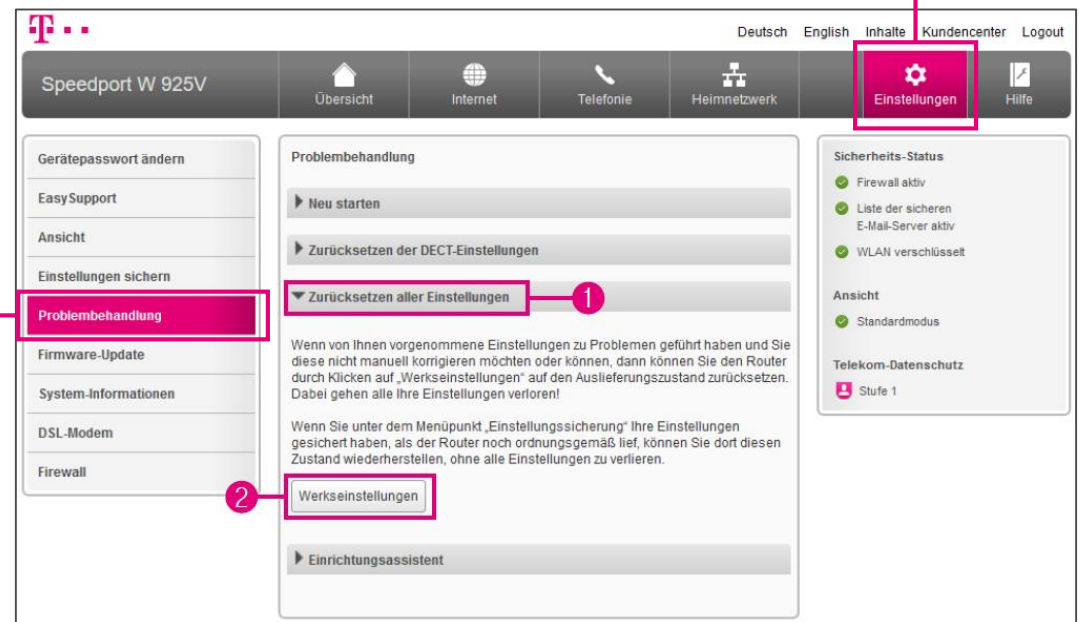 T
Deutsch English Inhalte Kundencenter Logout
Speedport W 925V
Übersicht
Internet
Telefonie
Heimnetzwerk
Einstellungen
Hilfe
Gerätepasswort ändern
EasySupport
Ansicht
Einstellungen sichern
Problembehandlung
Firmware-Update
System-Informationen
DSL-Modem
Firewall
Problembehandlung
Neu starten
Zurücksetzen der DECT-Einstellungen
Zurücksetzen aller Einstellungen
1
Wenn von Ihnen vorgenommene Einstellungen zu Problemen geführt haben und Sie
diese nicht manuell korrigieren möchten oder können, dann können Sie den Router
durch Klicken auf „Werkseinstellungen“ auf den Auslieferungszustand zurücksetzen.
Dabei gehen alle Ihre Einstellungen verloren!
Wenn Sie unter dem Menüpunkt „Einstellungssicherung“ Ihre Einstellungen
gesichert haben, als der Router noch ordnungsgemäß lief, können Sie dort diesen
Zustand wiederherstellen, ohne alle Einstellungen zu verlieren.
2
Werkseinstellungen
Einrichtungsassistent
Sicherheits-Status
Firewall aktiv
Liste der sicheren
E-Mail-Server aktiv
WLAN verschlüsselt
Ansicht
Standardmodus
Telekom-Datenschutz
Stufe 1